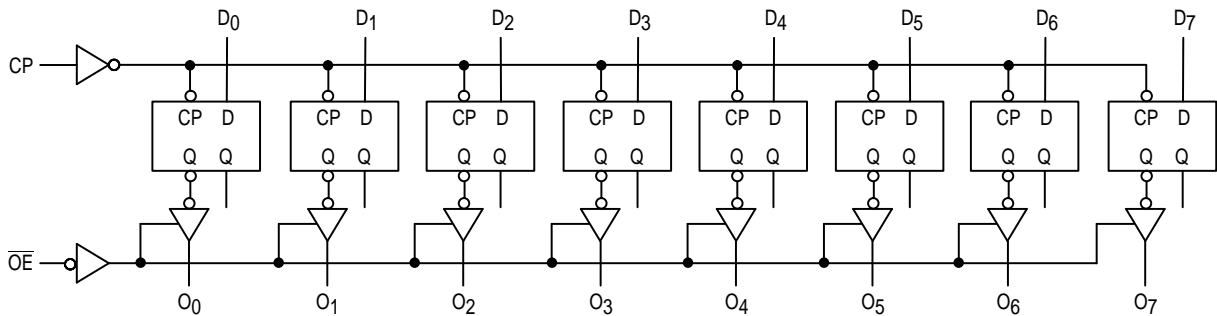 D0 D1 D2 D3 D4 D5 D6 D7
CP
CP D CP D CP D CP D CP D CP D CP D CP D
Q Q Q Q Q Q Q Q Q Q Q Q Q Q Q Q
OE
O0 O1 O2 O3 O4 O5 O6 O7